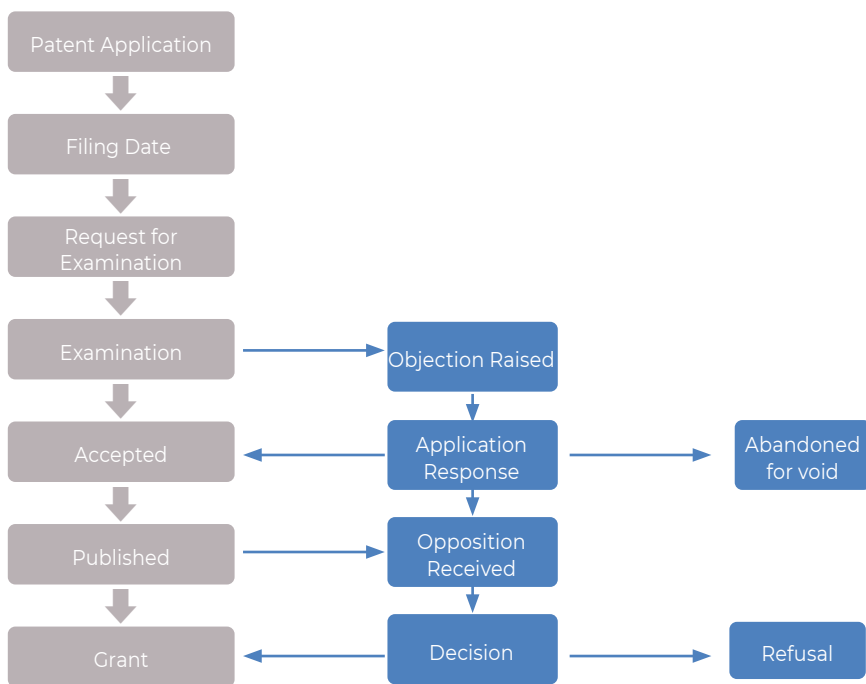 Patent Application
Filing Date
Request for
Examination
Examination
Objection Raised
Accepted
Application
Response
Abandoned
for void
Published
Opposition
Received
Grant
Decision
Refusal